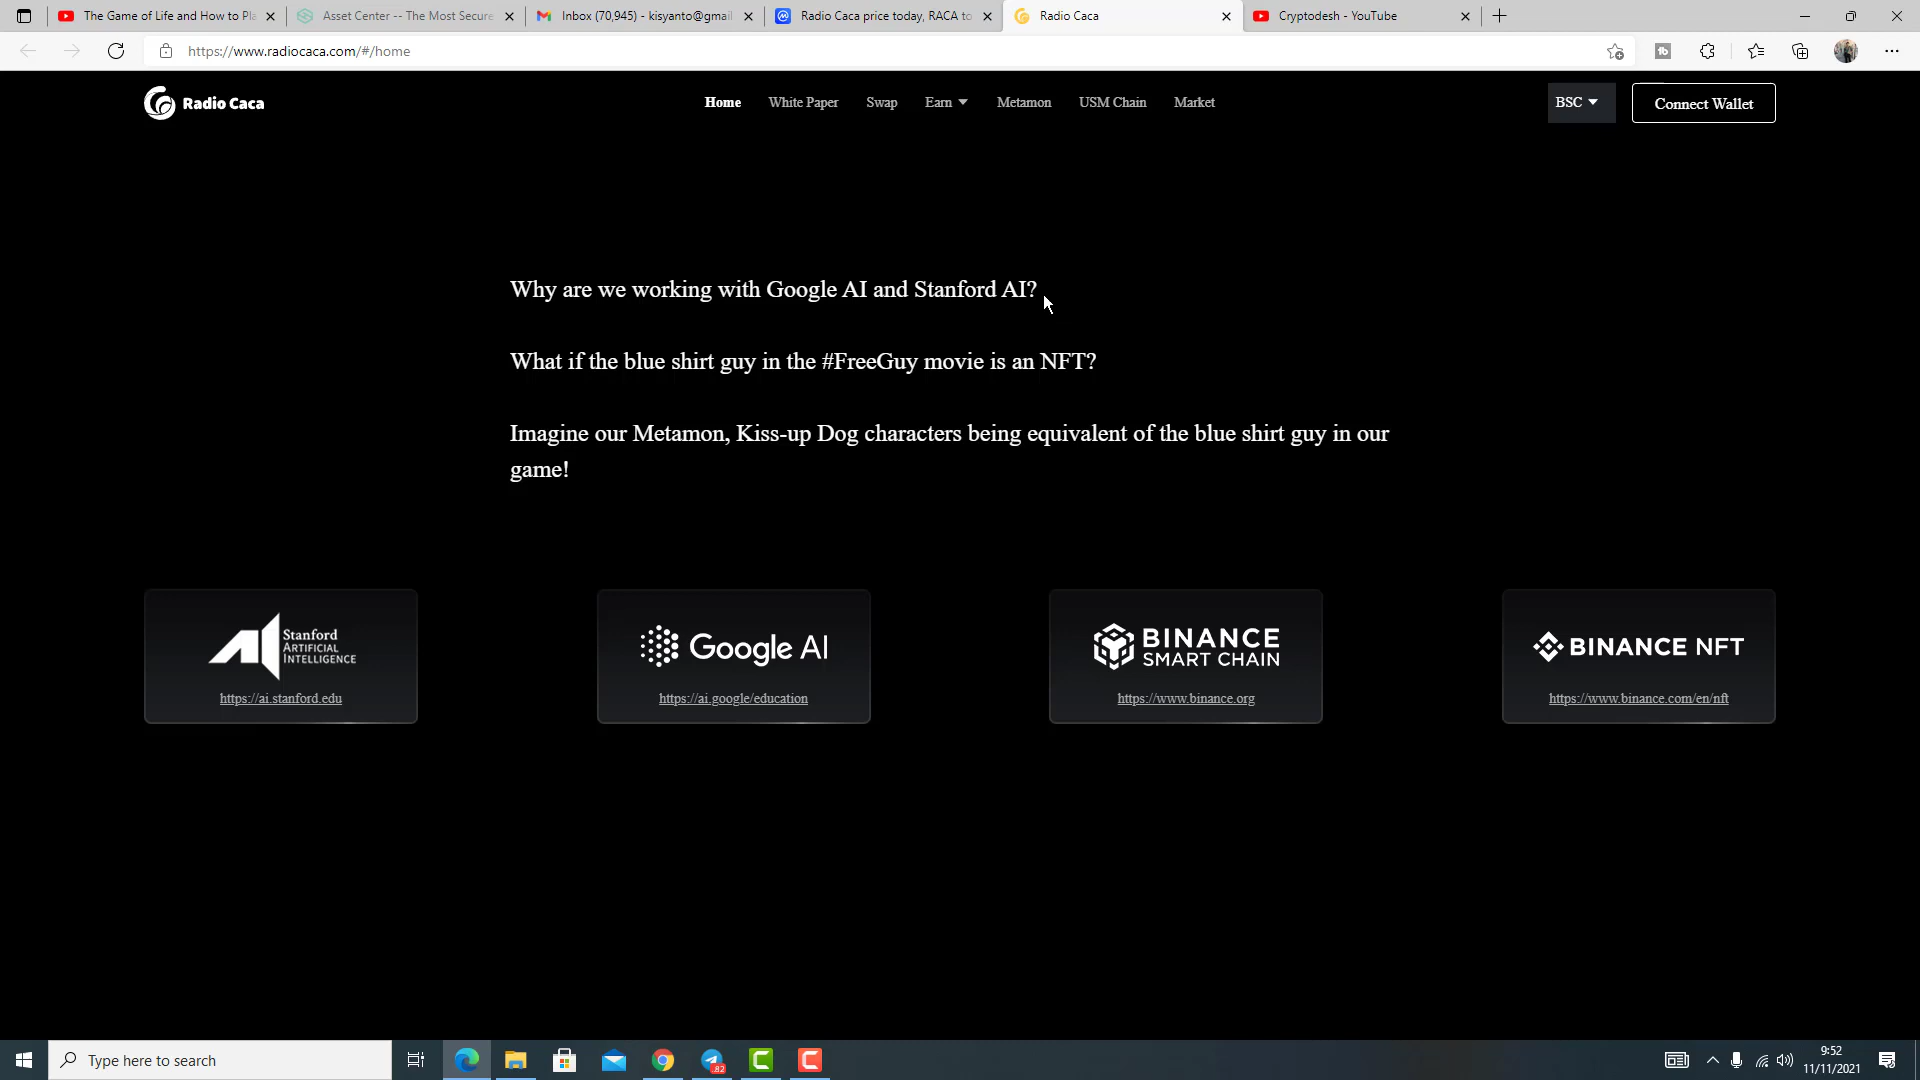 The Game of Life and How to Pla
Asset Center -- The Most Secure
Inbox (70,945) - kisyanto@gmail
Radio Caca price today, RACA to
Radio Caca
Cryptodesh - YouTube
https://www.radiocaca.com/#/home
Radio Caca
Home
White Paper
Swap
Earn
Metamon
USM Chain
Market
BSC
Connect Wallet
Why are we working with Google AI and Stanford AI?
What if the blue shirt guy in the #FreeGuy movie is an NFT?
Imagine our Metamon, Kiss-up Dog characters being equivalent of the blue shirt guy in our
game!
Stanford
ARTIFICIAL
INTELLIGENCE
https://ai.stanford.edu
Google AI
https://ai.google/education
BINANCE
SMART CHAIN
https://www.binance.org
BINANCE NFT
https://www.binance.com/en/nft
Type here to search
82
9:52
11/11/2021